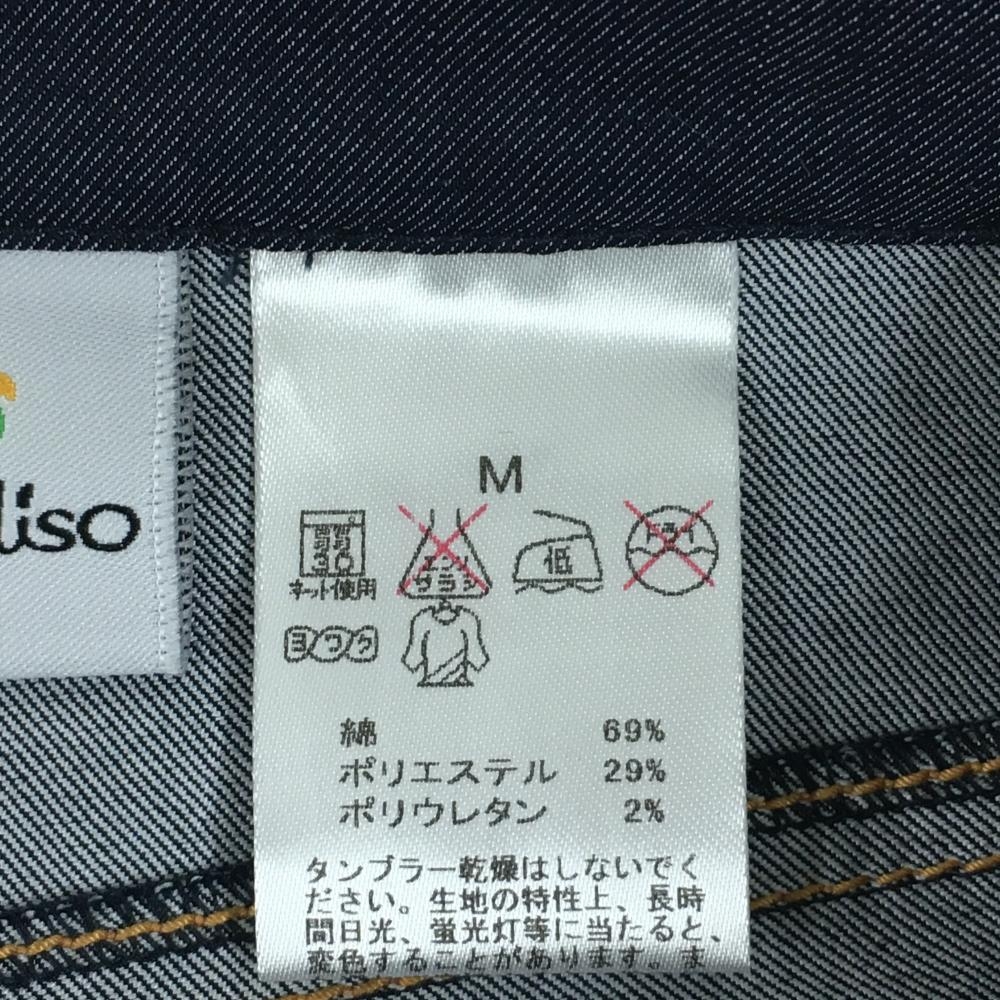 liso
M
弱
30
ネット使用
エンソ
サラシ
低
ドライ
ヨワク
綿 69%
ポリエステル 29%
ポリウレタン 2%
タンブラー乾燥はしないでく
ださい。生地の特性上、長時
間日光、蛍光灯等に当たると、
変色することがあります。ま